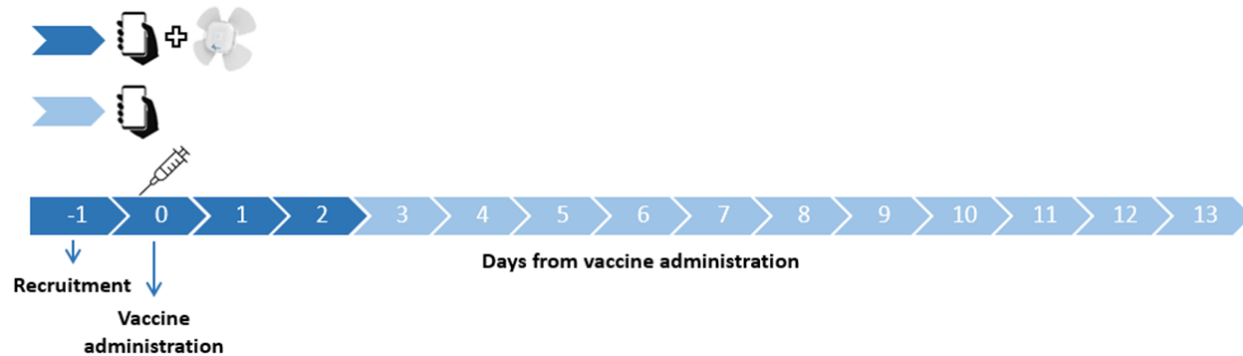 -1 0 1 2 3 4 5 6 7 8 9 10 11 12 13
Days from vaccine administration
Recruitment
Vaccine
administration